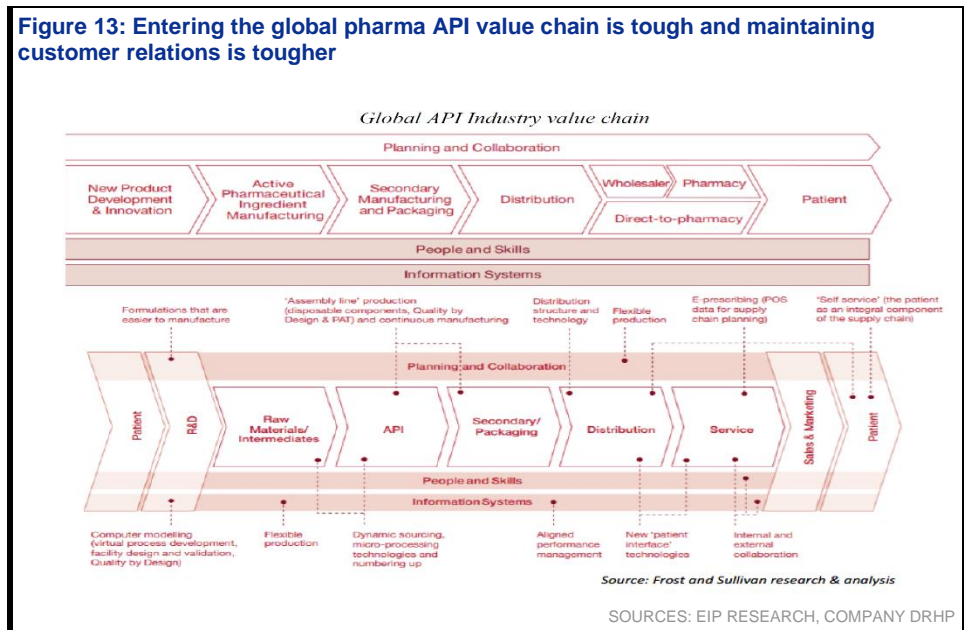 Figure 13: Entering the global pharma API value chain is tough and maintaining
customer relations is tougher
Global API Industry value chain
Planning and Collaboration
New Product
Development
& Innovation
Active
Pharmaceutical
Ingredient
Manufacturing
Secondary
Manufacturing
and Packaging
Distribution
Wholesaler
Pharmacy
Direct-to-pharmacy
Patient
People and Skills
Information Systems
Formulations that are
easier to manufacture
'Assembly line' production
(disposable components, Quality by
Design & PAT) and continuous manufacturing
Distribution
structure and
technology
Flexible
production
E-prescribing (POS
data for supply
chain planning)
'Self service' (the patient
as an integral component
of the supply chain)
Planning and Collaboration
Patient
R&D
Raw
Materials/
Intermediates
API
Secondary/
Packaging
Distribution
Service
Sales & Marketing
Patient
People and Skills
Information Systems
Computer modelling
(virtual process development,
facility design and validation,
Quality by Design)
Flexible
production
Dynamic sourcing,
micro-processing
technologies and
numbering up
Aligned
performance
management
New 'patient
interface'
technologies
Internal and
external
collaboration
Source: Frost and Sullivan research & analysis
SOURCES: EIP RESEARCH, COMPANY DRHP